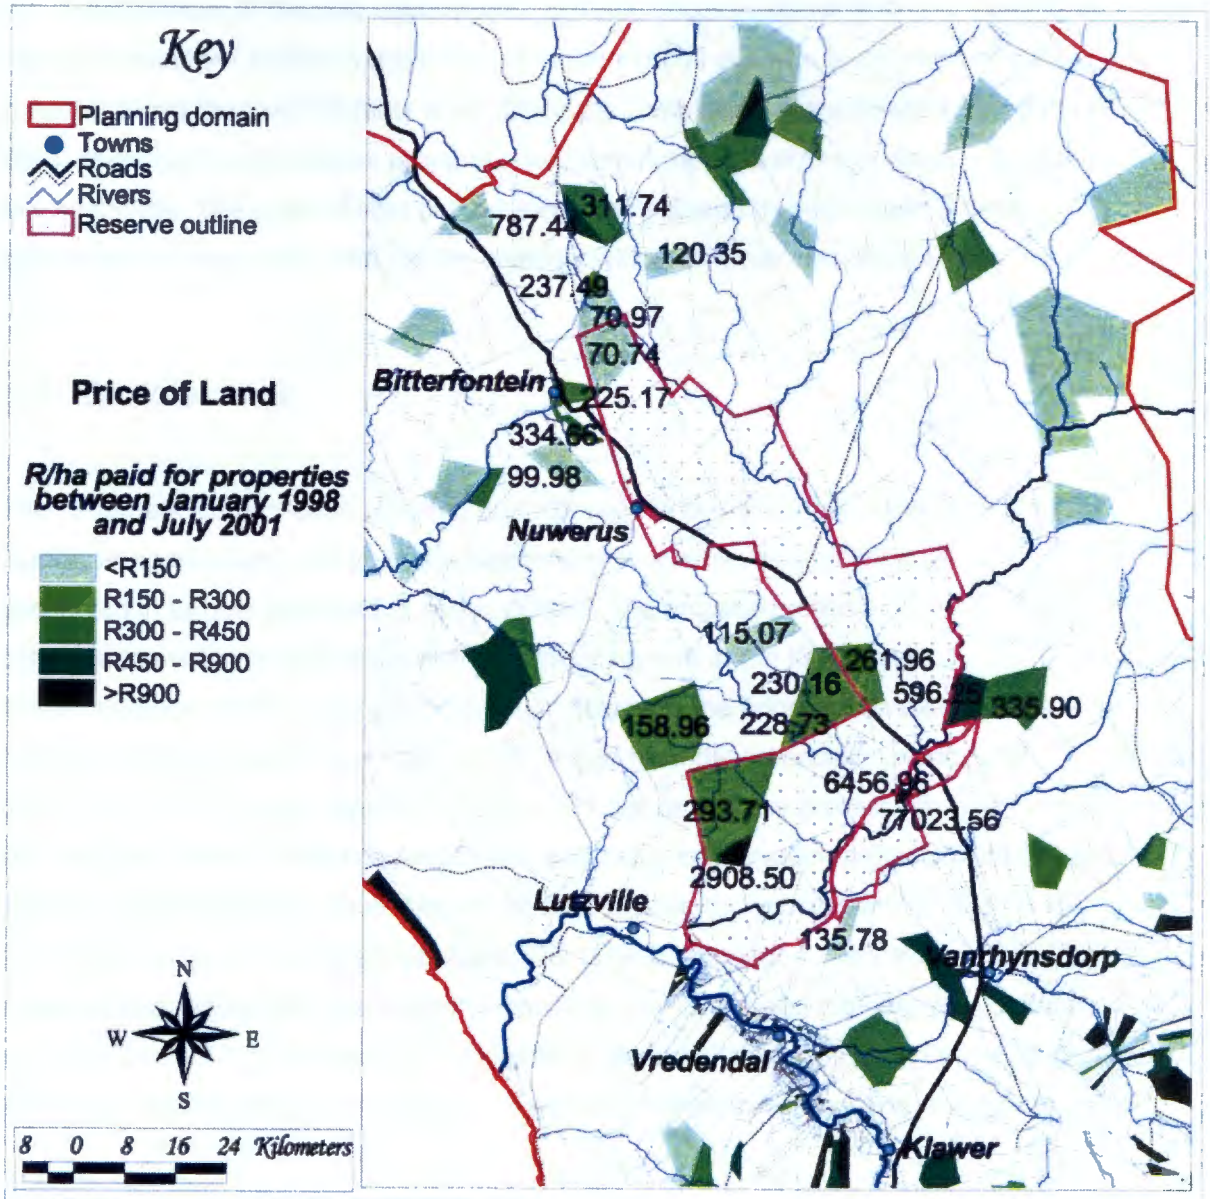 Key
Planning domain
Towns
Roads
Rivers
Reserve outline
Price of Land
R/ha paid for properties
between January 1998
and July 2001
<R150
R150 - R300
R300 - R450
R450 - R900
>R900
N
W E
S
8 0 8 16 24 Kilometers
311.74
787.44
120.35
237.49
70.97
70.74
Bitterfontein
225.17
334.66
99.98
Nuwerus
115.07
261.96
230.16
596.25
335.90
158.96
228.73
6456.96
293.71
77023.56
2908.50
Lutzville
135.78
Vanrhynsdorp
Vredendal
Klawer